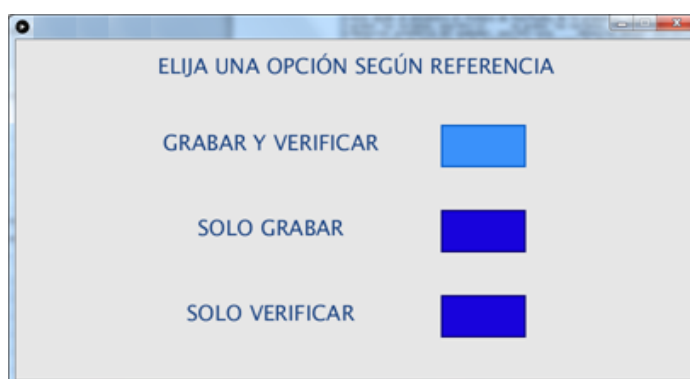 ELIJA UNA OPCIÓN SEGÚN REFERENCIA
GRABAR Y VERIFICAR
SOLO GRABAR
SOLO VERIFICAR